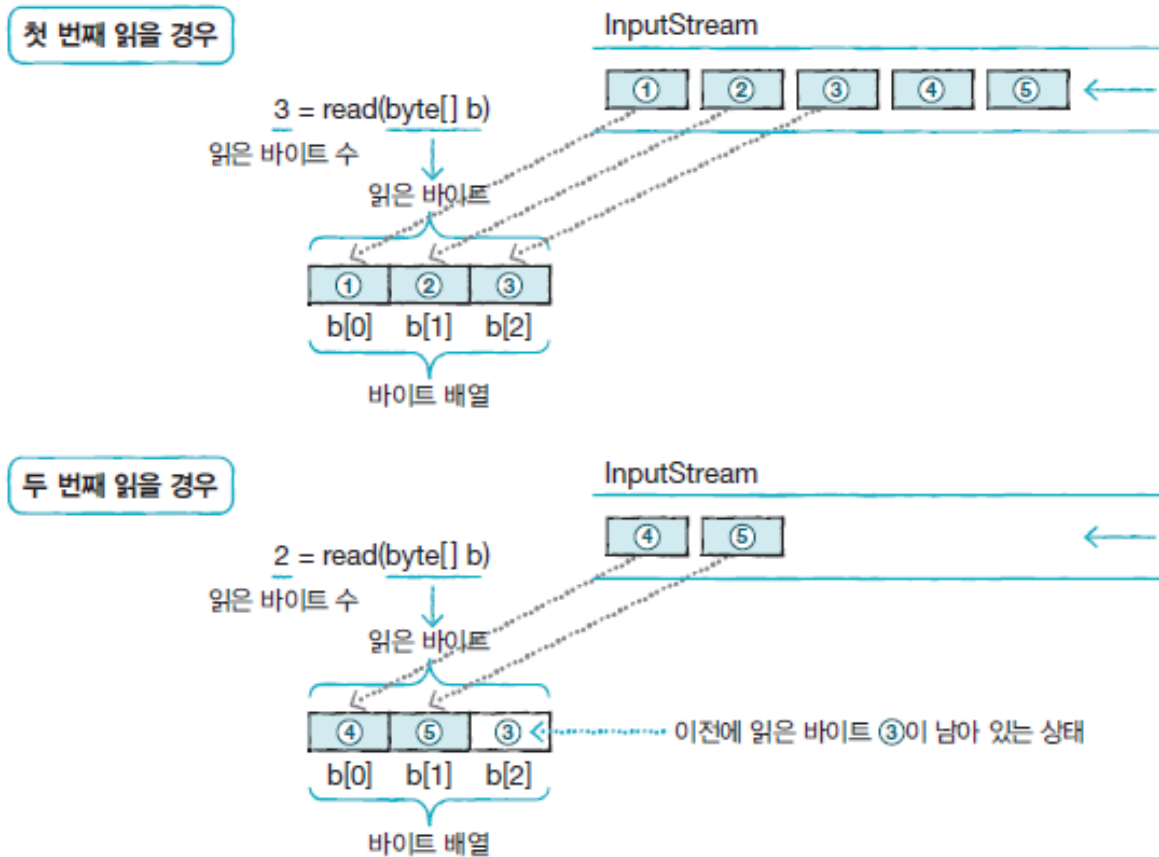 첫 번째 읽을 경우
InputStream
① ② ③ ④ ⑤
3 = read(byte[] b)
읽은 바이트 수
읽은 바이트
① ② ③
b[0] b[1] b[2]
바이트 배열
두 번째 읽을 경우
InputStream
④ ⑤
2 = read(byte[] b)
읽은 바이트 수
읽은 바이트
④ ⑤ ③
이전에 읽은 바이트 ③이 남아 있는 상태
b[0] b[1] b[2]
바이트 배열